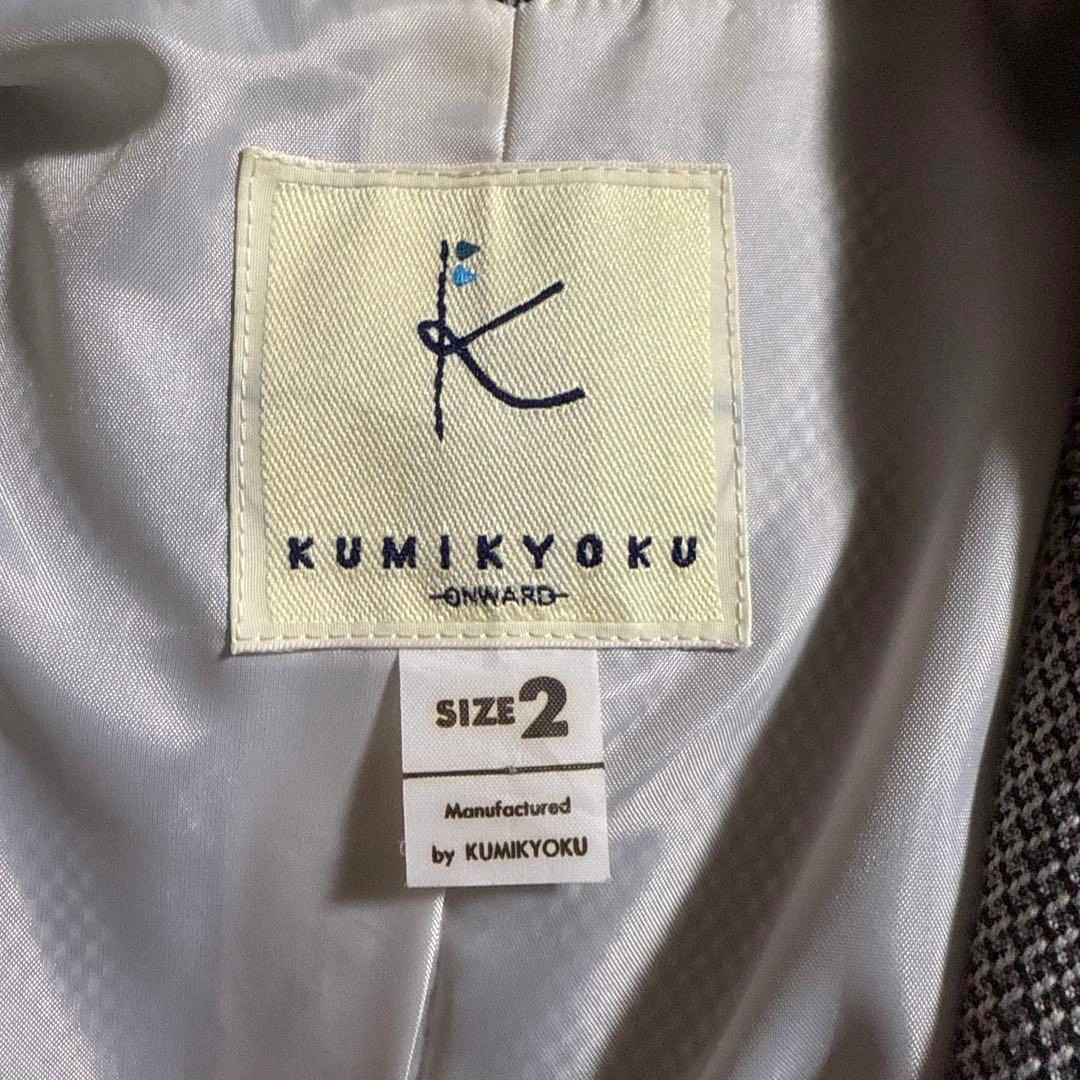 K
KUMIKYOKU
ONWARD
SIZE 2
Manufactured
by KUMIKYOKU